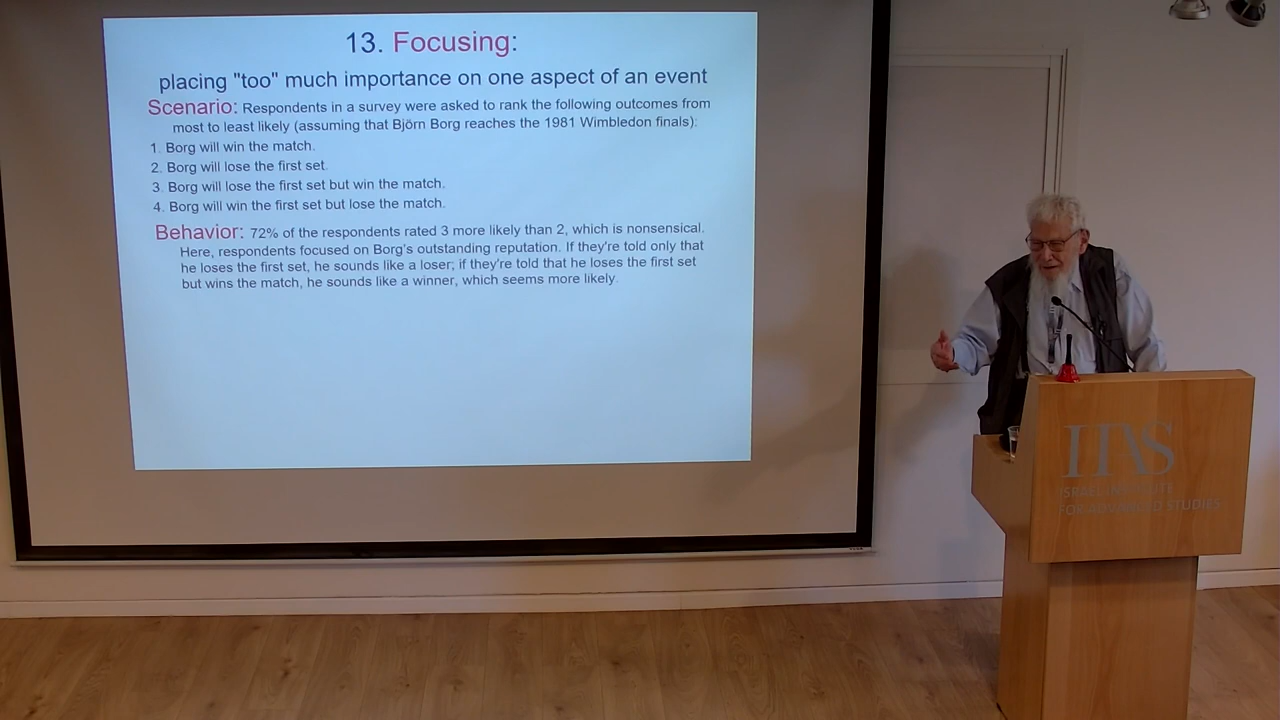 13. Focusing:
placing "too" much importance on one aspect of an event
Scenario: Respondents in a survey were asked to rank the following outcomes from
most to least likely (assuming that Björn Borg reaches the 1981 Wimbledon finals):
1. Borg will win the match.
2. Borg will lose the first set.
3. Borg will lose the first set but win the match.
4. Borg will win the first set but lose the match.
Behavior: 72% of the respondents rated 3 more likely than 2, which is nonsensical.
Here, respondents focused on Borg's outstanding reputation. If they're told only that
he loses the first set, he sounds like a loser; if they're told that he loses the first set
but wins the match, he sounds like a winner, which seems more likely.
IIAS
ISRAEL INSTITUTE
FOR ADVANCED STUDIES